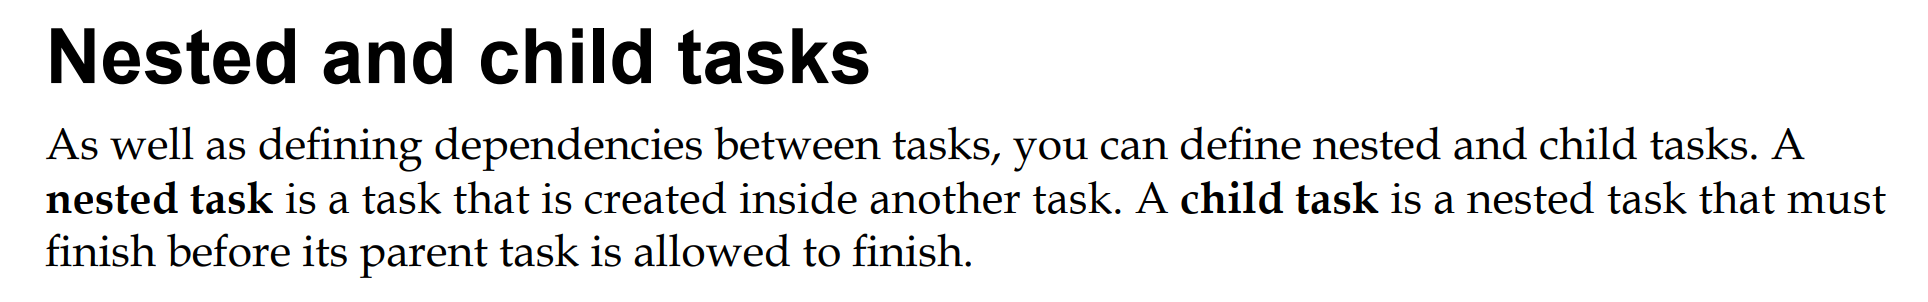 Nested and child tasks
As well as defining dependencies between tasks, you can define nested and child tasks. A
nested task is a task that is created inside another task. A child task is a nested task that must
finish before its parent task is allowed to finish.